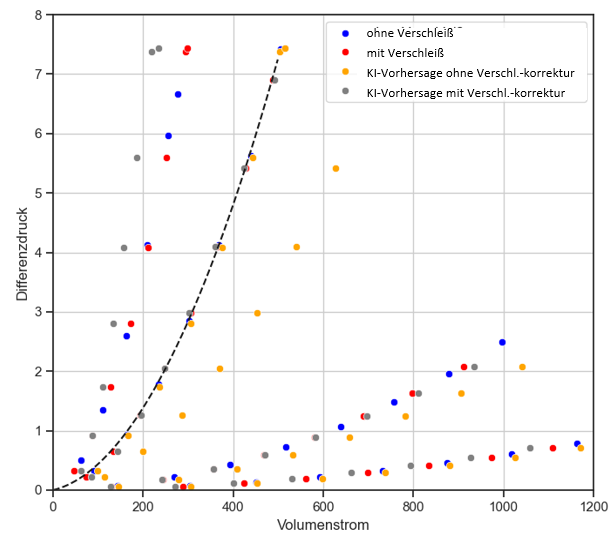 ohne Verschleiß
mit Verschleiß
KI-Vorhersage ohne Verschl.-korrektur
KI-Vorhersage mit Verschl.-korrektur
8
7
6
5
4
3
2
1
0
Differenzdruck
0 200 400 600 800 1000 1200
Volumenstrom